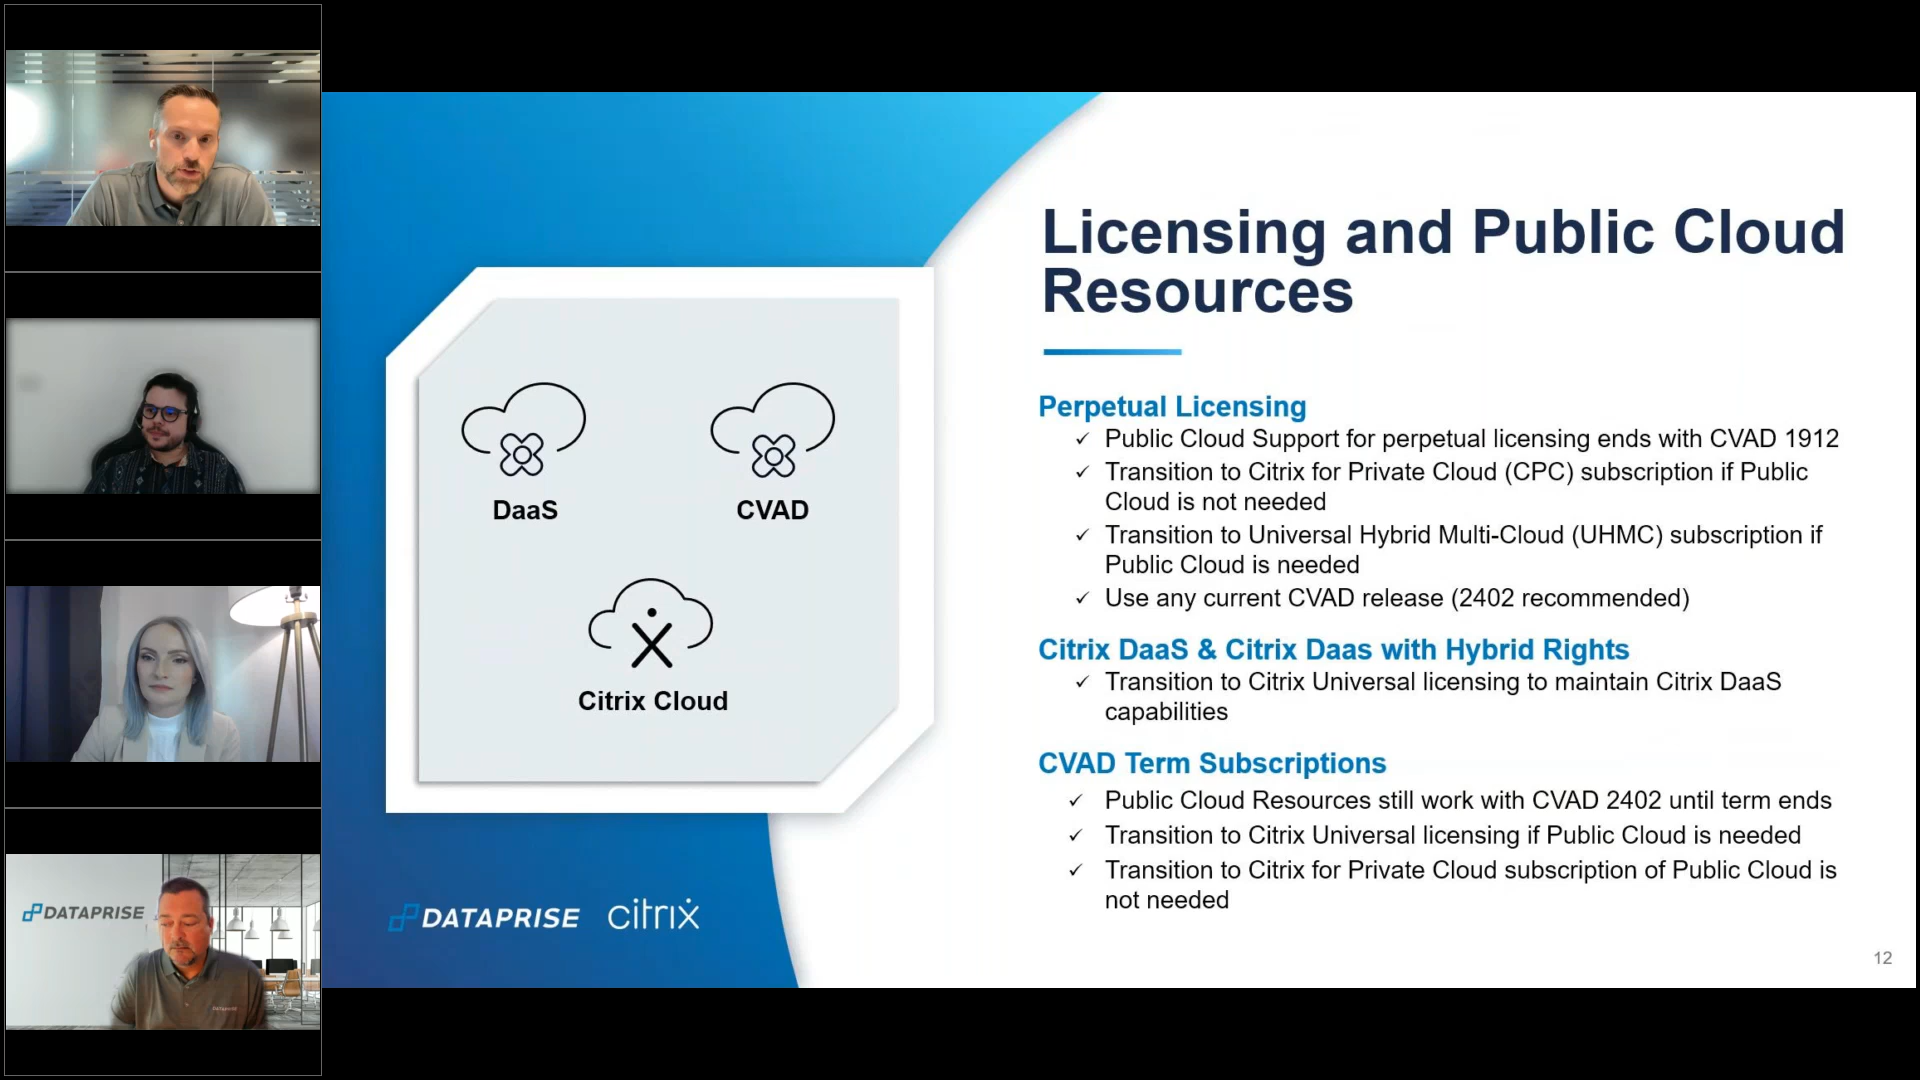 Licensing and Public Cloud
Resources
DaaS
CVAD
Citrix Cloud
Perpetual Licensing
✓ Public Cloud Support for perpetual licensing ends with CVAD 1912
✓ Transition to Citrix for Private Cloud (CPC) subscription if Public
Cloud is not needed
✓ Transition to Universal Hybrid Multi-Cloud (UHMC) subscription if
Public Cloud is needed
✓ Use any current CVAD release (2402 recommended)
Citrix DaaS & Citrix Daas with Hybrid Rights
✓ Transition to Citrix Universal licensing to maintain Citrix DaaS
capabilities
CVAD Term Subscriptions
✓ Public Cloud Resources still work with CVAD 2402 until term ends
✓ Transition to Citrix Universal licensing if Public Cloud is needed
✓ Transition to Citrix for Private Cloud subscription of Public Cloud is
not needed
DATAPRISE citrix
12
DATAPRISE
DATAPRISE